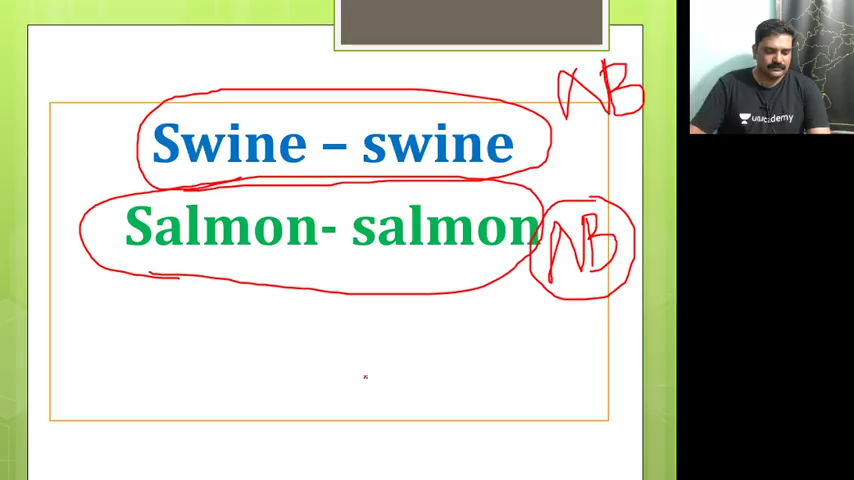 NB
Swine – swine
Salmon- salmon
NB
unacademy